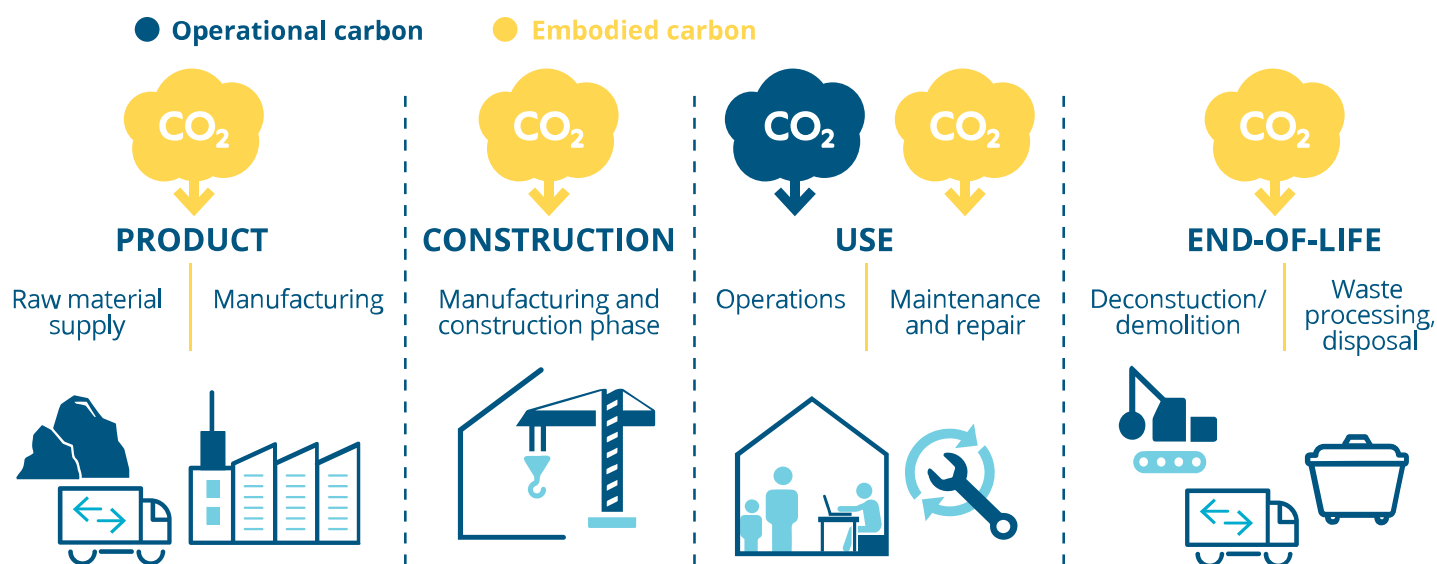 Operational carbon
Embodied carbon
CO₂
CO₂
CO₂
CO₂
CO₂
PRODUCT
CONSTRUCTION
USE
END-OF-LIFE
Raw material
supply
Manufacturing
Manufacturing and
construction phase
Operations
Maintenance
and repair
Deconstuction/
demolition
Waste
processing,
disposal